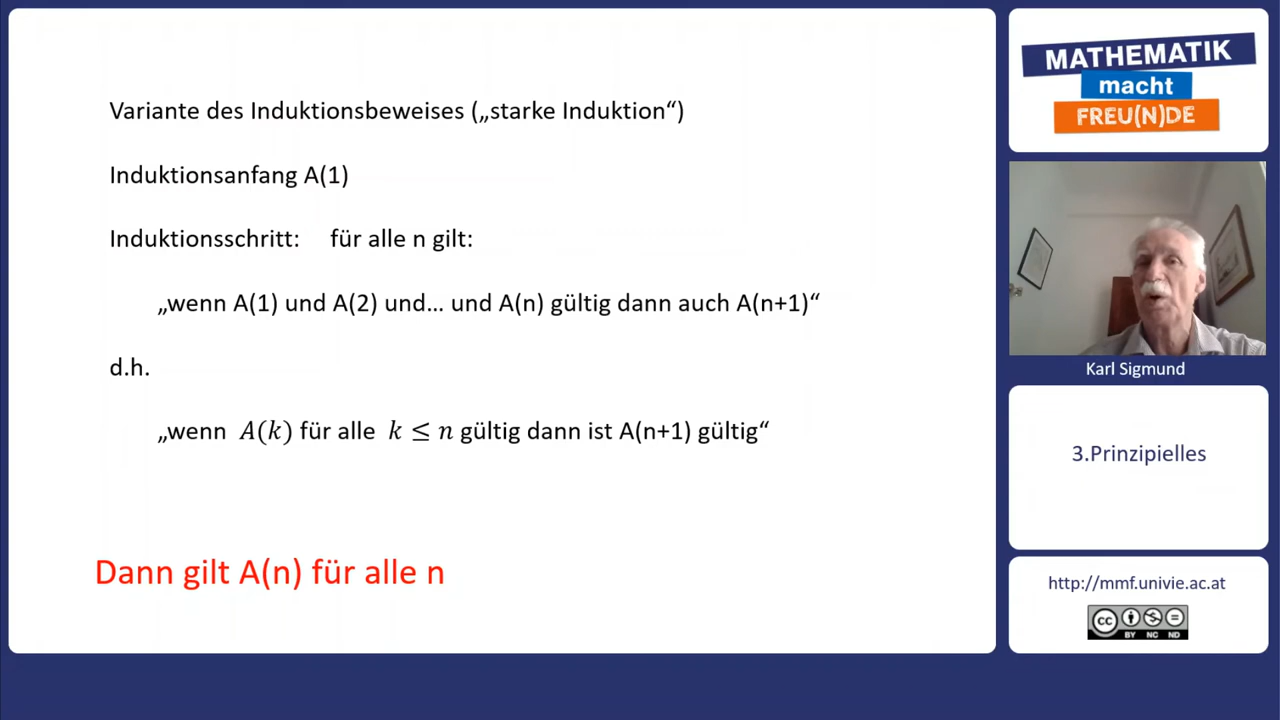 Variante des Induktionsbeweises („starke Induktion“)
Induktionsanfang A(1)
Induktionsschritt: für alle n gilt:
„wenn A(1) und A(2) und... und A(n) gültig dann auch A(n+1)“
d.h.
„wenn A(k) für alle k ≤ n gültig dann ist A(n+1) gültig“
Dann gilt A(n) für alle n
MATHEMATIK
macht
FREU(N)DE
Karl Sigmund
3.Prinzipielles
http://mmf.univie.ac.at
cc
BY NC ND